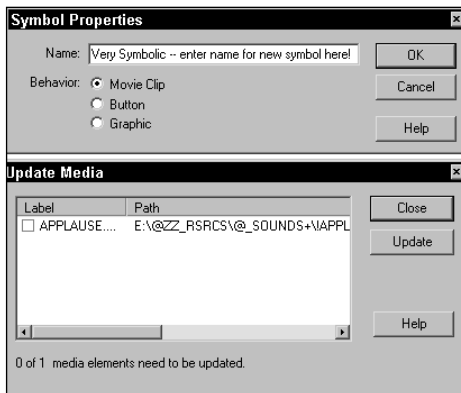 Symbol Properties
Name: Very Symbolic -- enter name for new symbol here!
OK
Behavior: Movie Clip
Cancel
Button
Graphic
Help
Update Media
Label Path
Close
APPLAUSE.... E:\@ZZ_RSRCS\@_SOUNDS+\!APPL
Update
Help
0 of 1 media elements need to be updated.